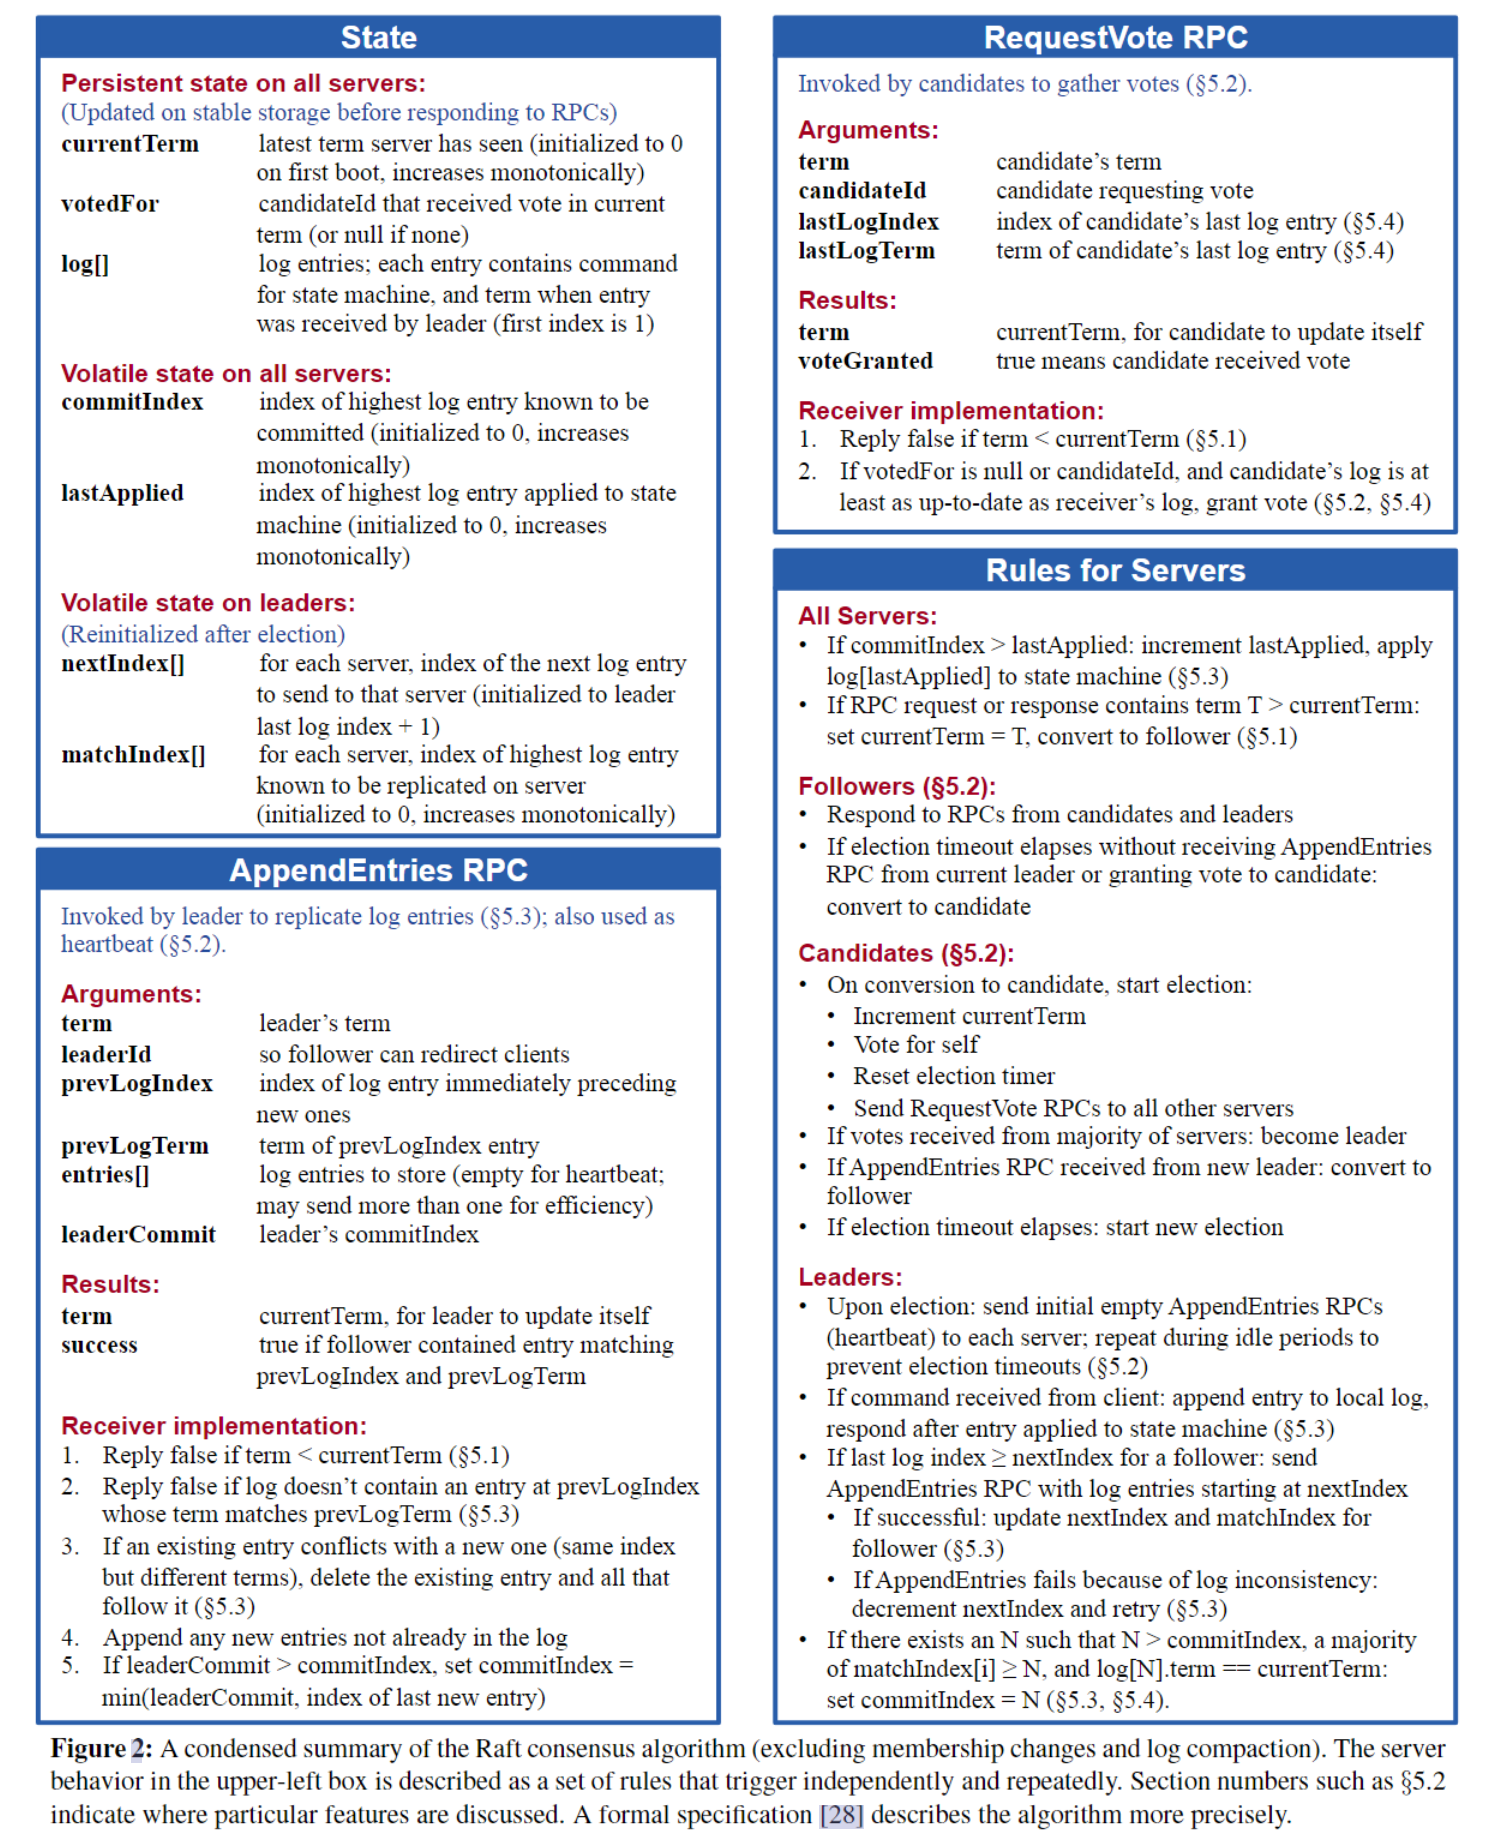 State
Persistent state on all servers:
(Updated on stable storage before responding to RPCs)
currentTerm latest term server has seen (initialized to 0
on first boot, increases monotonically)
votedFor candidateId that received vote in current
term (or null if none)
log[] log entries; each entry contains command
for state machine, and term when entry
was received by leader (first index is 1)
Volatile state on all servers:
commitIndex index of highest log entry known to be
committed (initialized to 0, increases
monotonically)
lastApplied index of highest log entry applied to state
machine (initialized to 0, increases
monotonically)
Volatile state on leaders:
(Reinitialized after election)
nextIndex[] for each server, index of the next log entry
to send to that server (initialized to leader
last log index + 1)
matchIndex[] for each server, index of highest log entry
known to be replicated on server
(initialized to 0, increases monotonically)
AppendEntries RPC
Invoked by leader to replicate log entries (§5.3); also used as
heartbeat (§5.2).
Arguments:
term leader's term
leaderId so follower can redirect clients
prevLogIndex index of log entry immediately preceding
new ones
prevLogTerm term of prevLogIndex entry
entries[] log entries to store (empty for heartbeat;
may send more than one for efficiency)
leaderCommit leader's commitIndex
Results:
term currentTerm, for leader to update itself
success true if follower contained entry matching
prevLogIndex and prevLogTerm
Receiver implementation:
1. Reply false if term < currentTerm (§5.1)
2. Reply false if log doesn't contain an entry at prevLogIndex
whose term matches prevLogTerm (§5.3)
3. If an existing entry conflicts with a new one (same index
but different terms), delete the existing entry and all that
follow it (§5.3)
4. Append any new entries not already in the log
5. If leaderCommit > commitIndex, set commitIndex =
min(leaderCommit, index of last new entry)
RequestVote RPC
Invoked by candidates to gather votes (§5.2).
Arguments:
term candidate's term
candidateId candidate requesting vote
lastLogIndex index of candidate's last log entry (§5.4)
lastLogTerm term of candidate's last log entry (§5.4)
Results:
term currentTerm, for candidate to update itself
voteGranted true means candidate received vote
Receiver implementation:
1. Reply false if term < currentTerm (§5.1)
2. If votedFor is null or candidateId, and candidate's log is at
least as up-to-date as receiver's log, grant vote (§5.2, §5.4)
Rules for Servers
All Servers:
• If commitIndex > lastApplied: increment lastApplied, apply
log[lastApplied] to state machine (§5.3)
• If RPC request or response contains term T > currentTerm:
set currentTerm = T, convert to follower (§5.1)
Followers (§5.2):
• Respond to RPCs from candidates and leaders
• If election timeout elapses without receiving AppendEntries
RPC from current leader or granting vote to candidate:
convert to candidate
Candidates (§5.2):
• On conversion to candidate, start election:
• Increment currentTerm
• Vote for self
• Reset election timer
• Send RequestVote RPCs to all other servers
• If votes received from majority of servers: become leader
• If AppendEntries RPC received from new leader: convert to
follower
• If election timeout elapses: start new election
Leaders:
• Upon election: send initial empty AppendEntries RPCs
(heartbeat) to each server; repeat during idle periods to
prevent election timeouts (§5.2)
• If command received from client: append entry to local log,
respond after entry applied to state machine (§5.3)
• If last log index ≥ nextIndex for a follower: send
AppendEntries RPC with log entries starting at nextIndex
• If successful: update nextIndex and matchIndex for
follower (§5.3)
• If AppendEntries fails because of log inconsistency:
decrement nextIndex and retry (§5.3)
• If there exists an N such that N > commitIndex, a majority
of matchIndex[i] ≥ N, and log[N].term == currentTerm:
set commitIndex = N (§5.3, §5.4).
Figure 2: A condensed summary of the Raft consensus algorithm (excluding membership changes and log compaction). The server
behavior in the upper-left box is described as a set of rules that trigger independently and repeatedly. Section numbers such as §5.2
indicate where particular features are discussed. A formal specification [28] describes the algorithm more precisely.